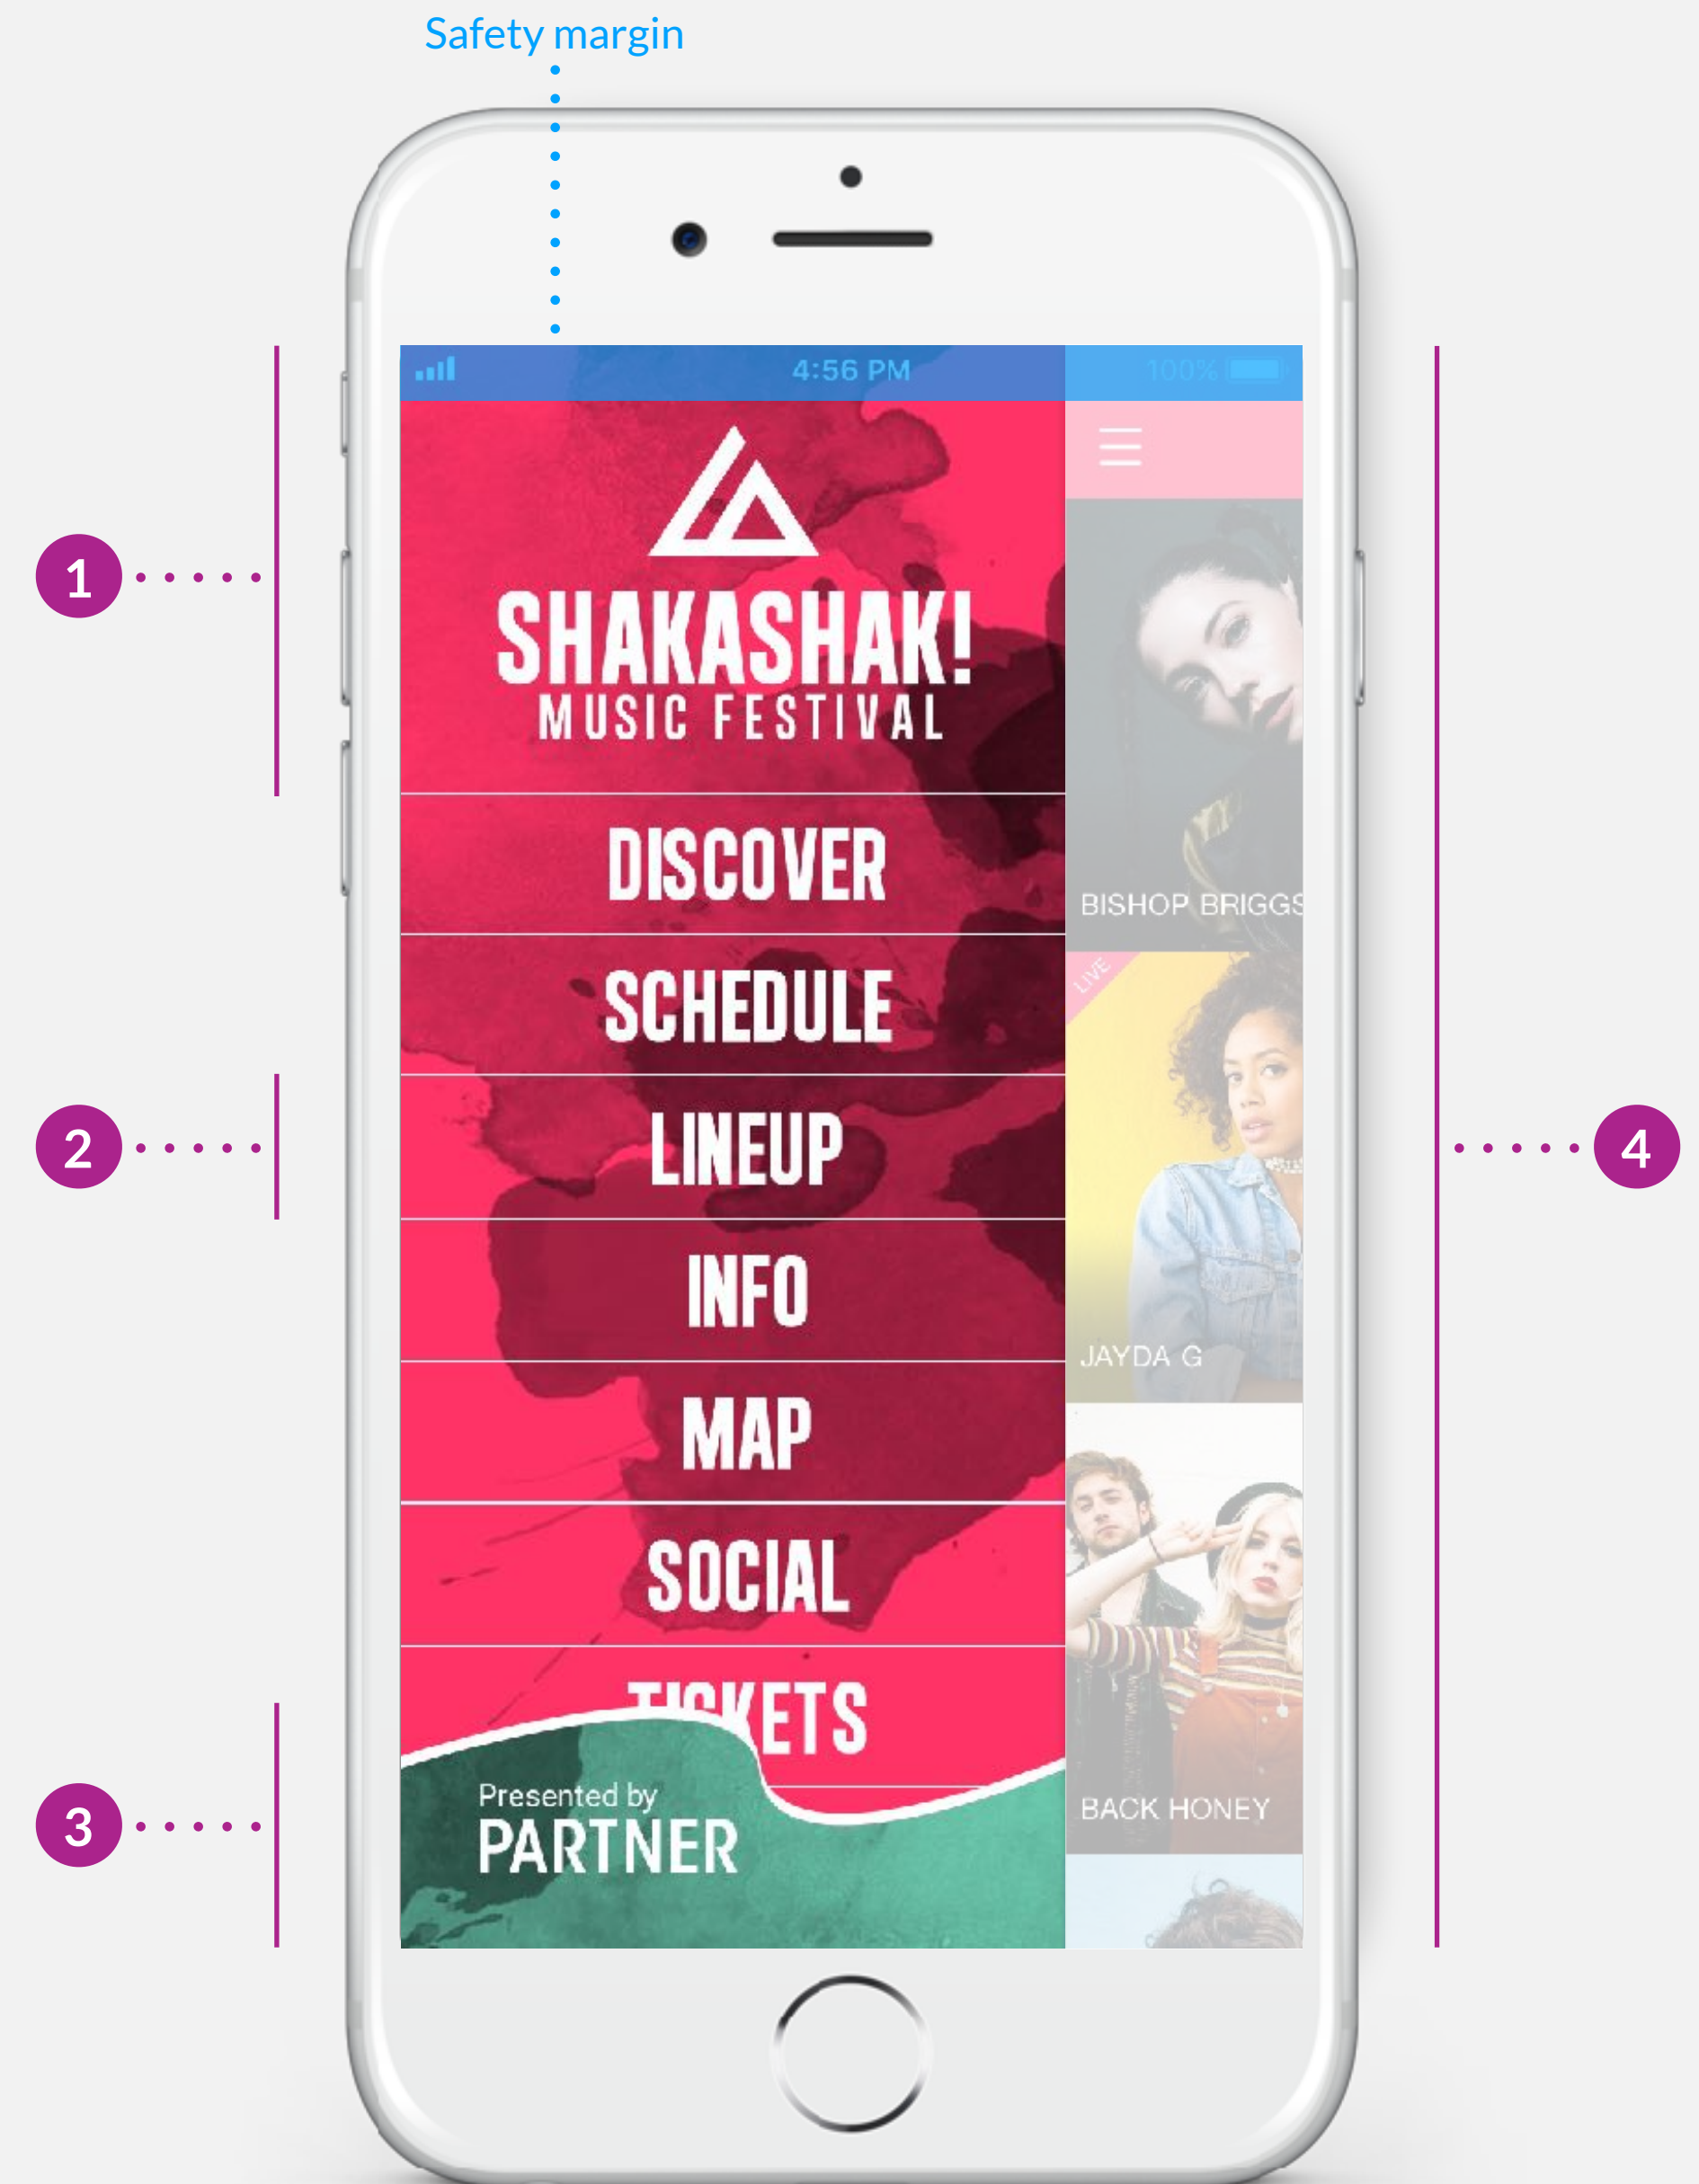 Safety margin
4:56 PM
100%
SHAKASHAK!
MUSIC FESTIVAL
1
DISCOVER
BISHOP BRIGGS
SCHEDULE
LIVE
2
LINEUP
4
INFO
JAYDA G
MAP
SOCIAL
TICKETS
3
Presented by
PARTNER
BACK HONEY